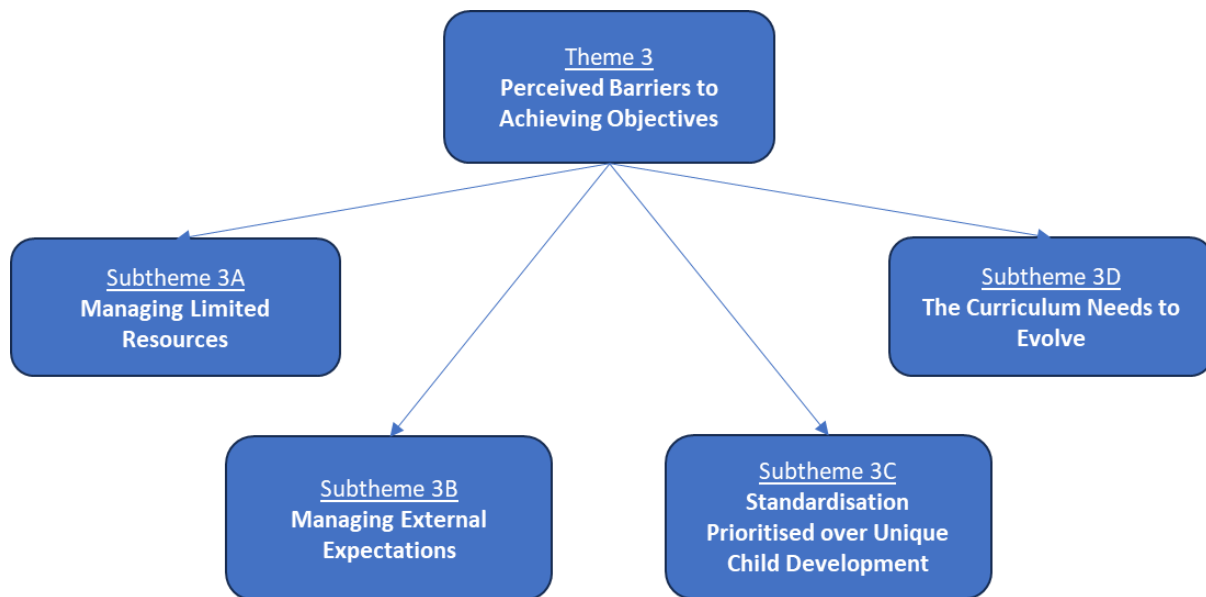 Theme 3
Perceived Barriers to
Achieving Objectives
Subtheme 3A
Managing Limited
Resources
Subtheme 3B
Managing External
Expectations
Subtheme 3C
Standardisation
Prioritised over Unique
Child Development
Subtheme 3D
The Curriculum Needs to
Evolve